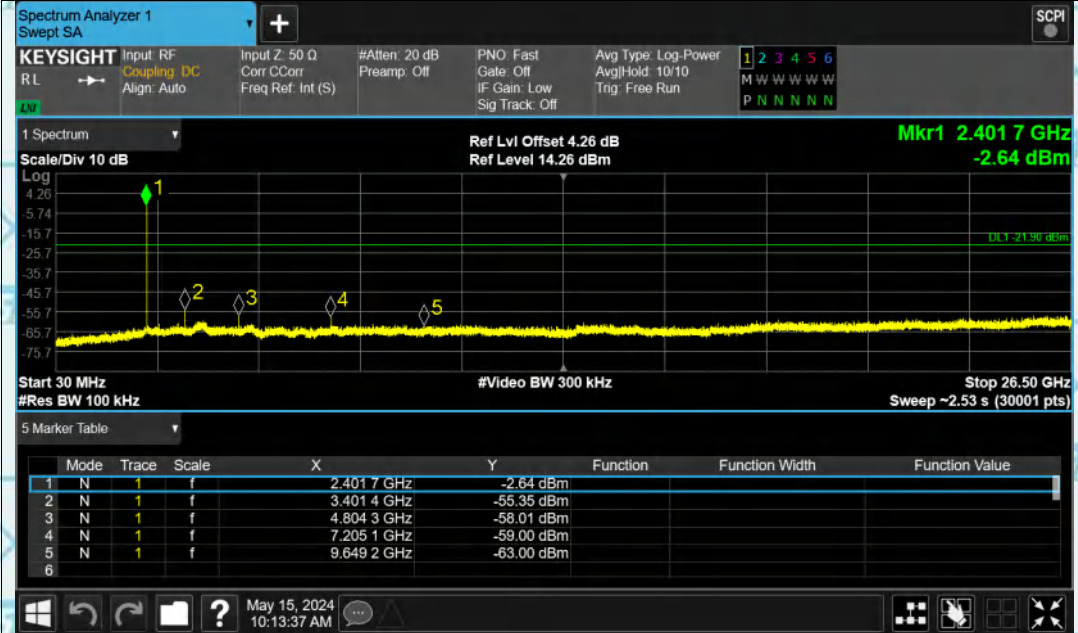 Spectrum Analyzer 1
Swept SA
+
SCPI
KEYSIGHT Input: RF Input Z: 50 Ω #Atten: 20 dB PNO: Fast Avg Type: Log-Power 1 2 3 4 5 6
RL Coupling: DC Corr CCorr Preamp: Off Gate: Off Avg|Hold: 10/10 M W W W W W
Align: Auto Freq Ref: Int (S) IF Gain: Low Trig: Free Run
LNI Sig Track: Off P N N N N N
1 Spectrum
Ref Lvl Offset 4.26 dB
Mkr1 2.401 7 GHz
Scale/Div 10 dB Ref Level 14.26 dBm -2.64 dBm
Log
1
4.26
-5.74
-15.7
DL1 -21.90 dBm
-25.7
-35.7
-45.7
2 3 4 5
-55.7
-65.7
-75.7
Start 30 MHz #Video BW 300 kHz Stop 26.50 GHz
#Res BW 100 kHz Sweep ~2.53 s (30001 pts)
5 Marker Table
Mode Trace Scale X Y Function Function Width Function Value
1 N 1 f 2.401 7 GHz -2.64 dBm
2 N 1 f 3.401 4 GHz -55.35 dBm
3 N 1 f 4.804 3 GHz -58.01 dBm
4 N 1 f 7.205 1 GHz -59.00 dBm
5 N 1 f 9.649 2 GHz -63.00 dBm
6
? May 15, 2024
10:13:37 AM